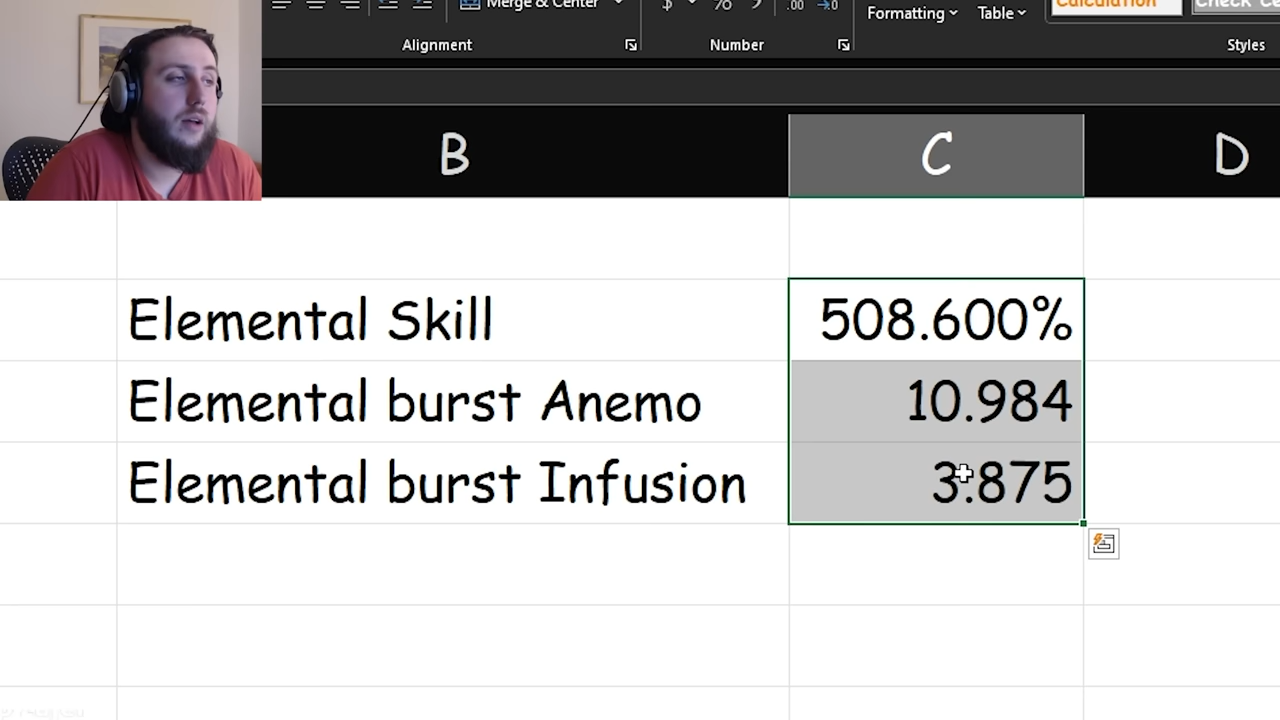 Merge & Center
$ % ,
Formatting Table
Calculation Check Ce
Alignment Number Styles
B C D
Elemental Skill 508.600%
Elemental burst Anemo 10.984
Elemental burst Infusion 3.875